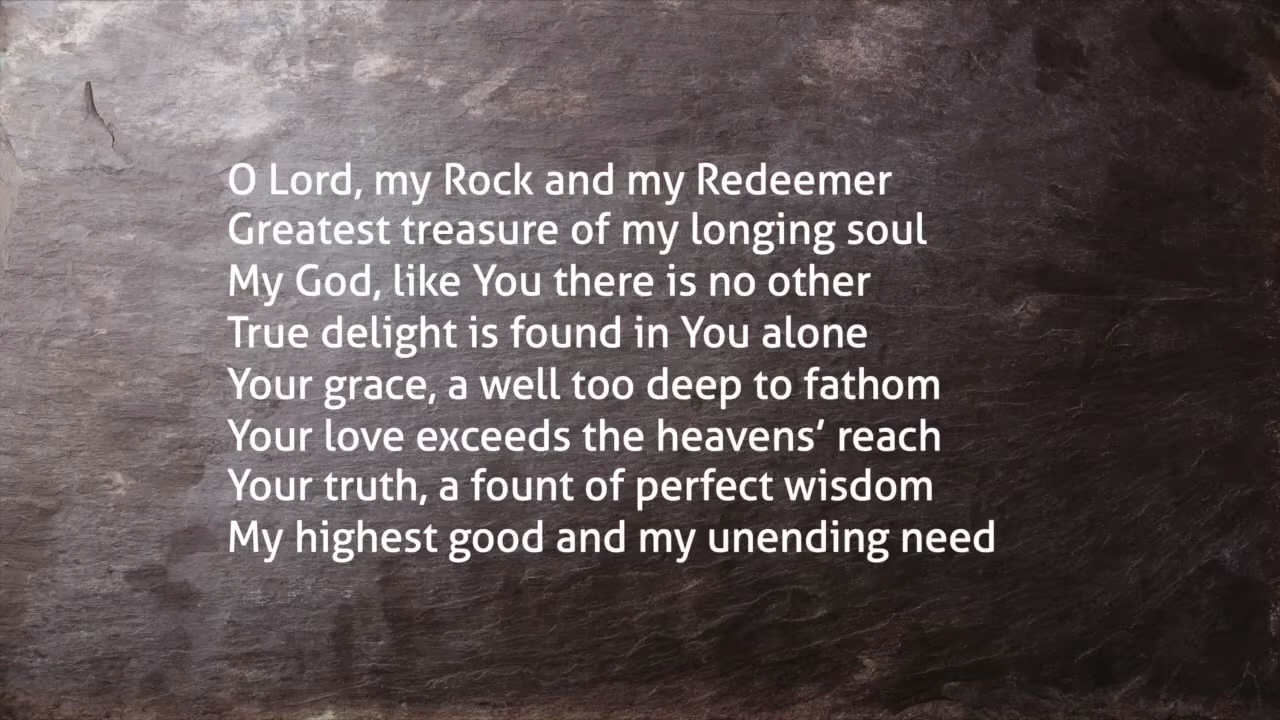 O Lord, my Rock and my Redeemer
Greatest treasure of my longing soul
My God, like You there is no other
True delight is found in You alone
Your grace, a well too deep to fathom
Your love exceeds the heavens’ reach
Your truth, a fount of perfect wisdom
My highest good and my unending need